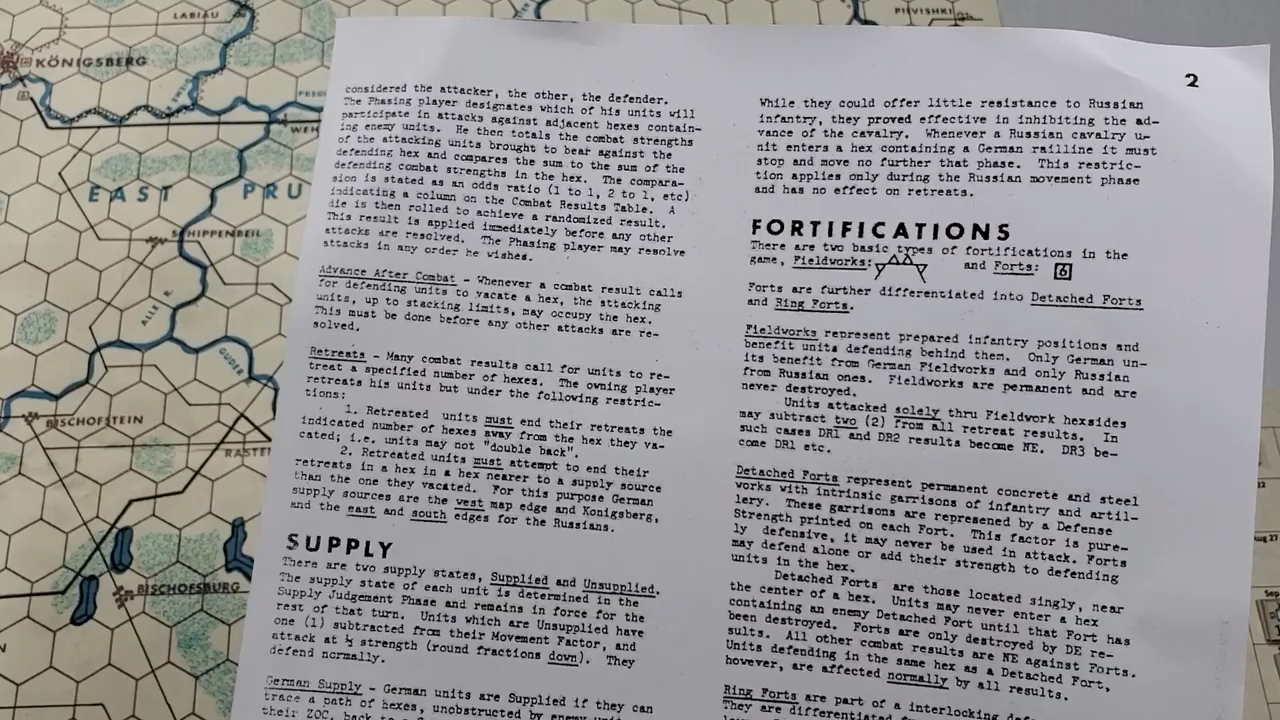 LABIAU
PILVISHKI
KÖNIGSBERG
6
WEH
EAST PRU
SCHIPPENBEIL
ALLE R.
GUBER
BISCHOFSTEIN
RASTEN
BISCHOFSBURG
2
considered the attacker, the other, the defender.
The Phasing player designates which of his units will
participate in attacks against adjacent hexes contain-
ing enemy units. He then totals the combat strengths
of the attacking units brought to bear against the
defending hex and compares the sum to the sum of the
defending combat strengths in the hex. The compara-
sion is stated as an odds ratio (1 to 1, 2 to 1, etc)
indicating a column on the Combat Results Table. A
die is then rolled to achieve a randomized result.
This result is applied immediately before any other
attacks are resolved. The Phasing player may resolve
attacks in any order he wishes.
Advance After Combat - Whenever a combat result calls
for defending units to vacate a hex, the attacking
units, up to stacking limits, may occupy the hex.
This must be done before any other attacks are re-
solved.
Retreats - Many combat results call for units to re-
treat a specified number of hexes. The owning player
retreats his units but under the following restric-
tions:
1. Retreated units must end their retreats the
indicated number of hexes away from the hex they va-
cated; i.e. units may not "double back".
2. Retreated units must attempt to end their
retreats in a hex in a hex nearer to a supply source
than the one they vacated. For this purpose German
supply sources are the west map edge and Konigsberg,
and the east and south edges for the Russians.
SUPPLY
There are two supply states, Supplied and Unsupplied.
The supply state of each unit is determined in the
Supply Judgement Phase and remains in force for the
rest of that turn. Units which are Unsupplied have
one (1) subtracted from their Movement Factor, and
attack at ½ strength (round fractions down). They
defend normally.
German Supply - German units are Supplied if they can
trace a path of hexes, unobstructed by enemy units
their ZOC, back to a
While they could offer little resistance to Russian
infantry, they proved effective in inhibiting the ad-
vance of the cavalry. Whenever a Russian cavalry u-
nit enters a hex containing a German railline it must
stop and move no further that phase. This restric-
tion applies only during the Russian movement phase
and has no effect on retreats.
FORTIFICATIONS
There are two basic types of fortifications in the
game, Fieldworks: and Forts: 6
Forts are further differentiated into Detached Forts
and Ring Forts.
Fieldworks represent prepared infantry positions and
benefit units defending behind them. Only German un-
its benefit from German Fieldworks and only Russian
from Russian ones. Fieldworks are permanent and are
never destroyed.
Units attacked solely thru Fieldwork hexsides
may subtract two (2) from all retreat results. In
such cases DR1 and DR2 results become NE. DR3 be-
come DR1 etc.
Detached Forts represent permanent concrete and steel
works with intrinsic garrisons of infantry and artil-
lery. These garrisons are represened by a Defense
Strength printed on each Fort. This factor is pure-
ly defensive, it may never be used in attack. Forts
may defend alone or add their strength to defending
units in the hex.
Detached Forts are those located singly, near
the center of a hex. Units may never enter a hex
containing an enemy Detached Fort until that Fort has
been destroyed. Forts are only destroyed by DE re-
sults. All other combat results are NE against Forts.
Units defending in the same hex as a Detached Fort,
however, are affected normally by all results.
Ring Forts are part of a interlocking
They are differentiated
Aug 27
Sep